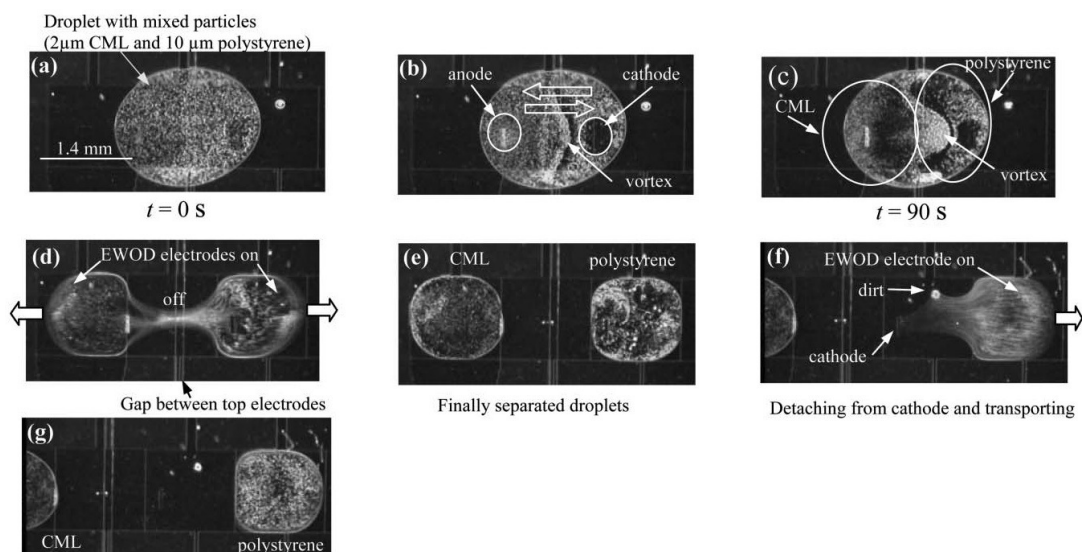 Droplet with mixed particles
(2µm CML and 10 µm polystyrene)
(a)
1.4 mm
t = 0 s
(b)
anode
cathode
vortex
(c)
polystyrene
CML
vortex
t = 90 s
(d)
EWOD electrodes on
off
Gap between top electrodes
(e)
CML
polystyrene
Finally separated droplets
(f)
EWOD electrode on
dirt
cathode
Detaching from cathode and transporting
(g)
CML
polystyrene